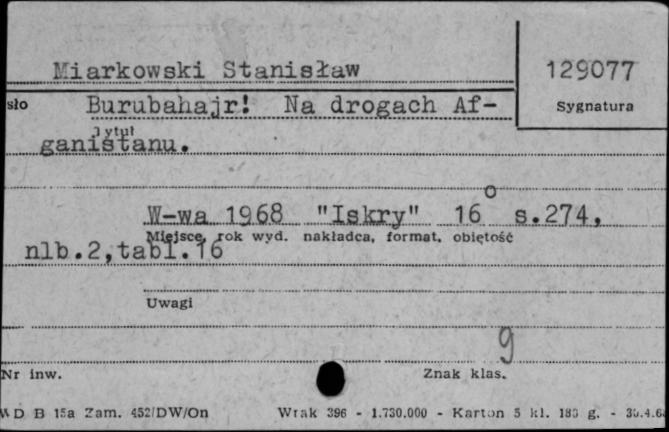 Miarkowski Stanisław
129077
sło Burubahajr! Na drogach Af-
Sygnatura
Tytuł
ganistanu.
W-wa 1968 "Iskry" 16° s.274,
Miejsce, rok wyd. nakładca, format, objętość
nlb.2,tabl.16
Uwagi
9
Nr inw.
Znak klas.
WD B 15a Zam. 452/DW/On Wrak 396 - 1.730.000 - Karton 5 kl. 180 g. -